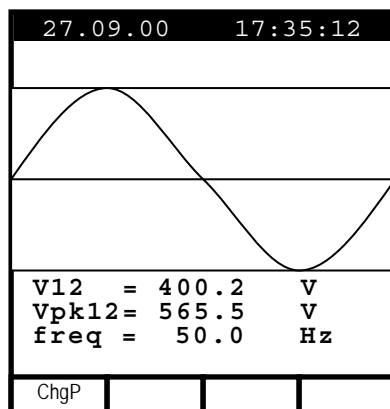 27.09.00 17:35:12
V12 = 400.2 V
Vpk12= 565.5 V
freq = 50.0 Hz
ChgP